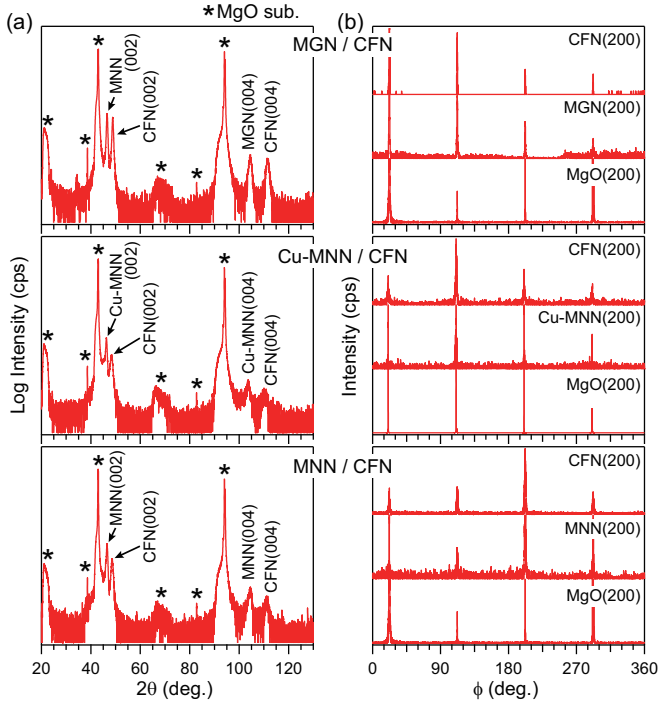 (a)
* MgO sub.
(b)
MGN / CFN
*
*
*
*
*
*
MNN
(002)
CFN(002)
MGN(004)
CFN(004)
CFN(200)
MGN(200)
MgO(200)
Cu-MNN / CFN
*
*
*
*
*
*
Cu-MNN
(002)
CFN(002)
Cu-MNN(004)
CFN(004)
CFN(200)
Cu-MNN(200)
MgO(200)
Log Intensity (cps)
Intensity (cps)
MNN / CFN
*
*
*
*
*
*
MNN(002)
CFN(002)
MNN(004)
CFN(004)
CFN(200)
MNN(200)
MgO(200)
20 40 60 80 100 120
2θ (deg.)
0 90 180 270 360
ϕ (deg.)